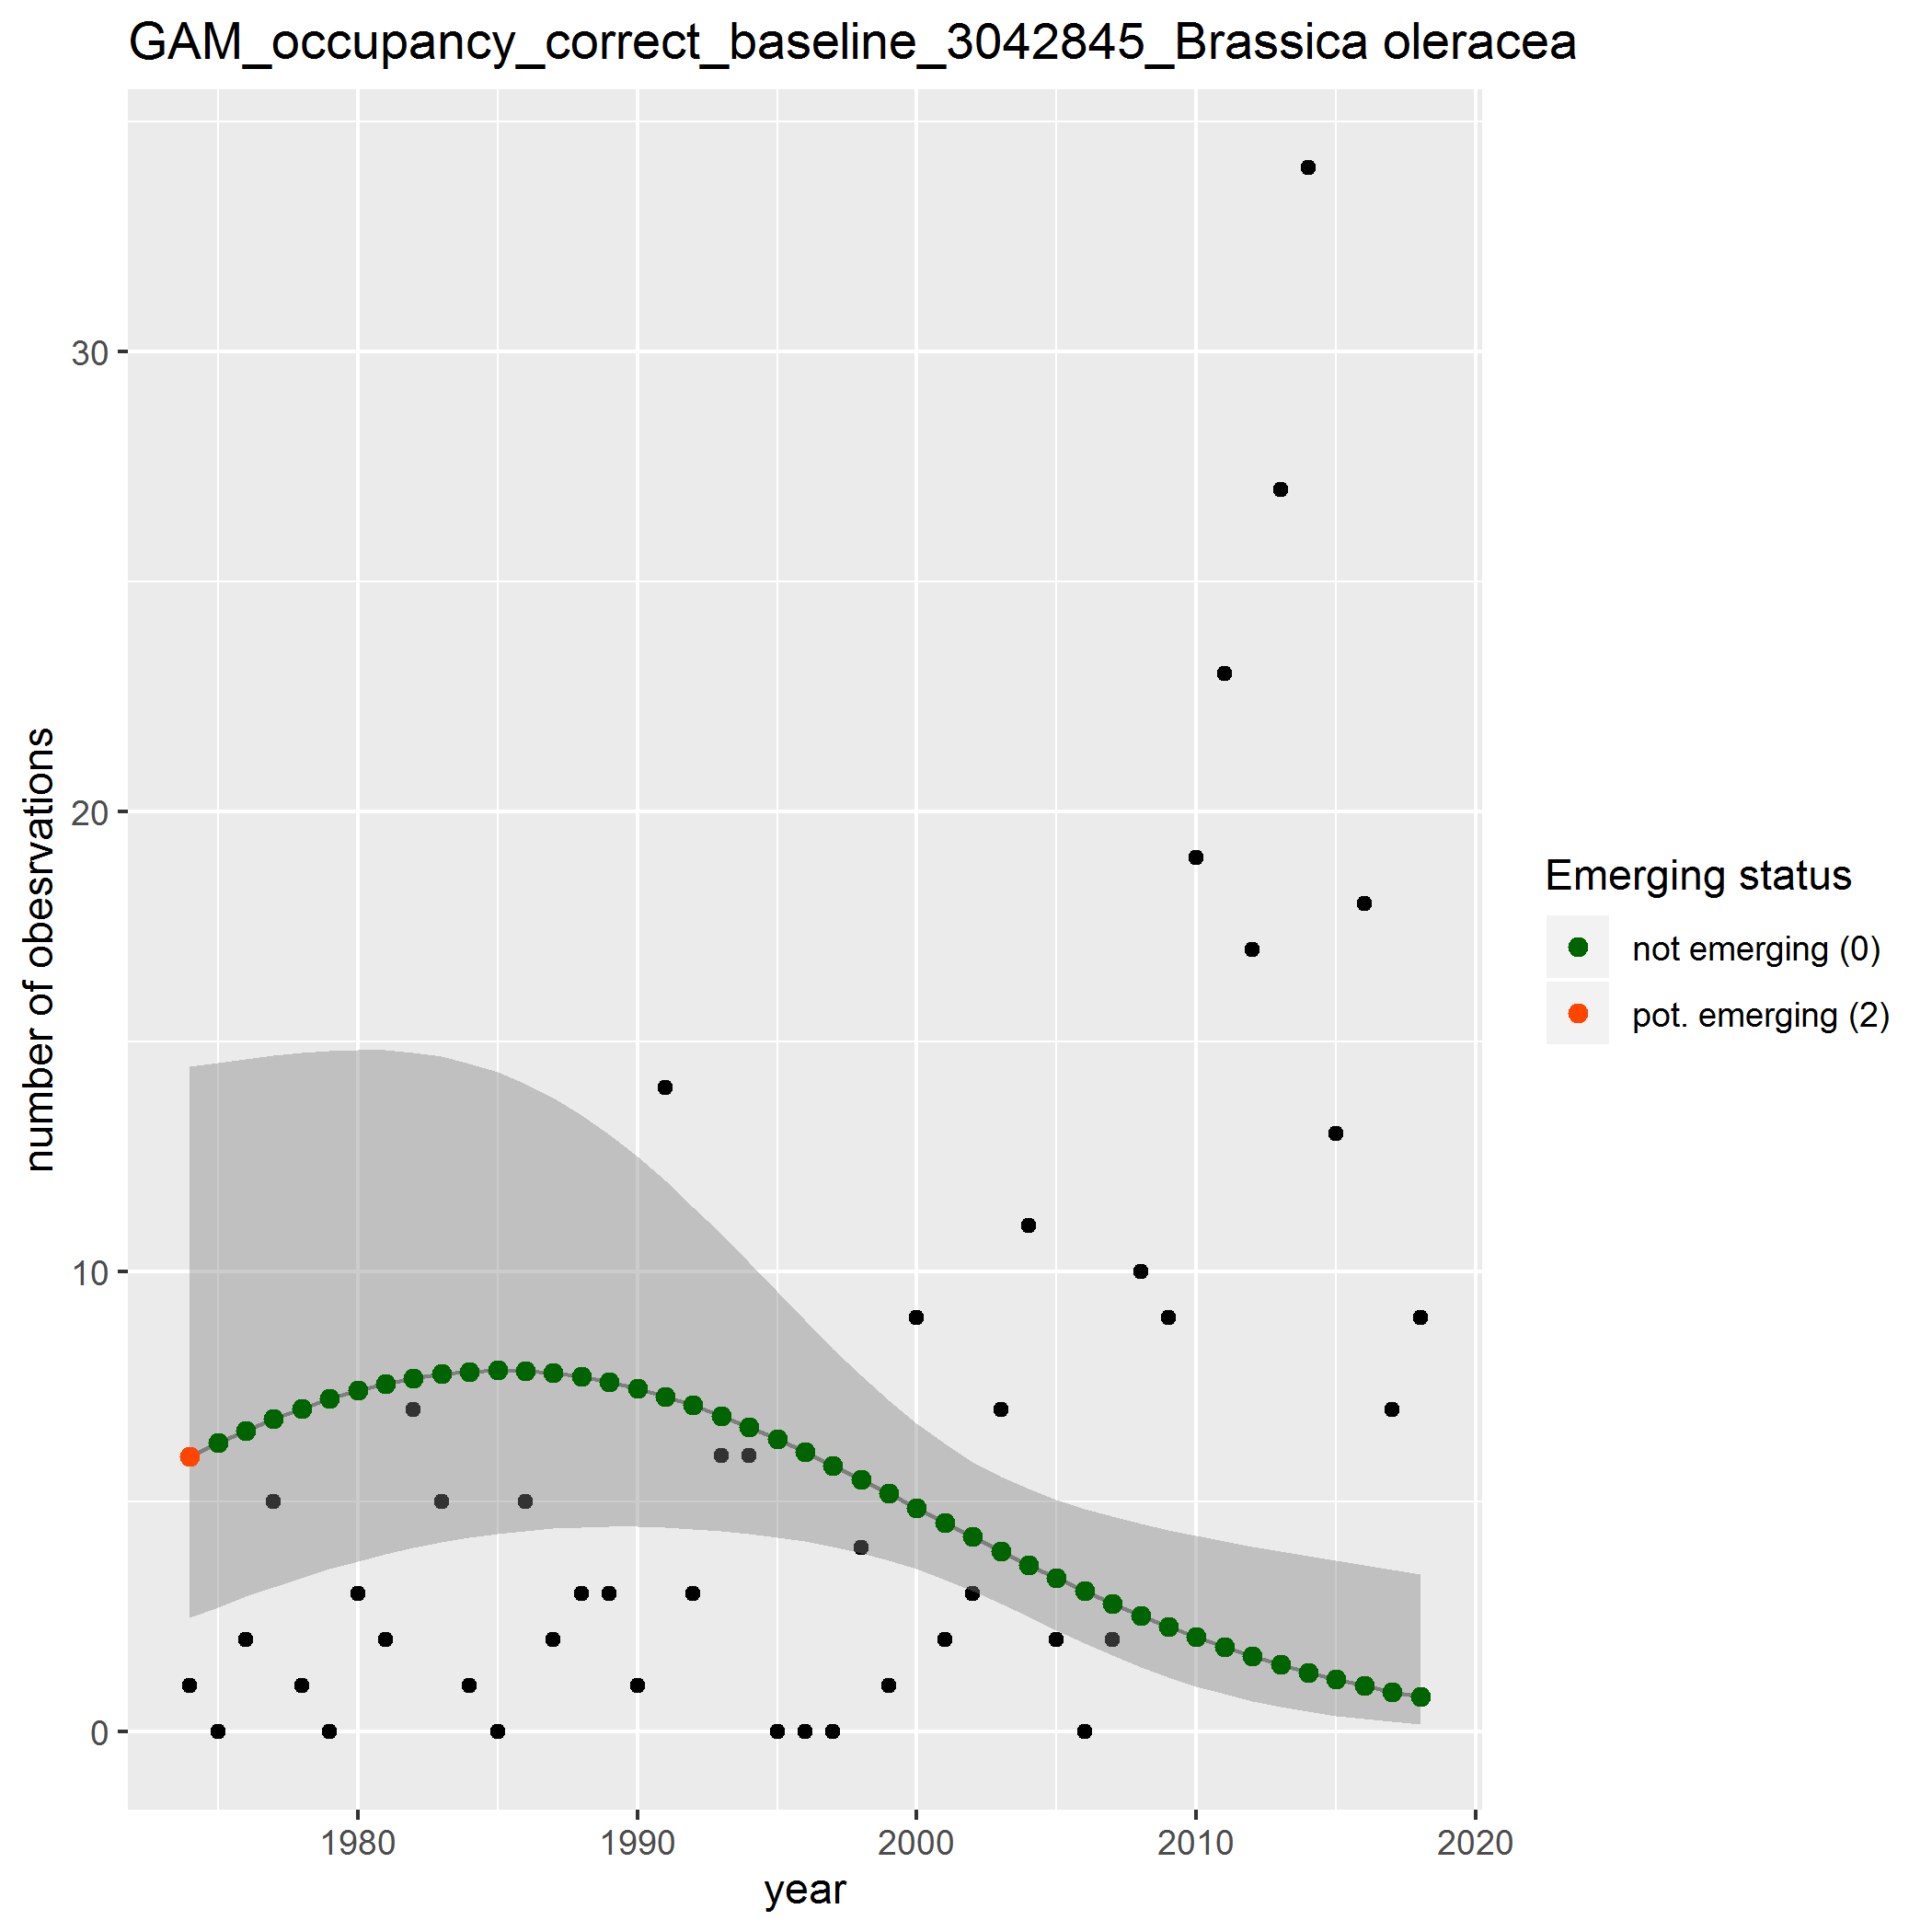 GAM_occupancy_correct_baseline_3042845_Brassica oleracea
number of obesrvations
30
20
10
0
1980
1990
2000
2010
2020
year
Emerging status
not emerging (0)
pot. emerging (2)